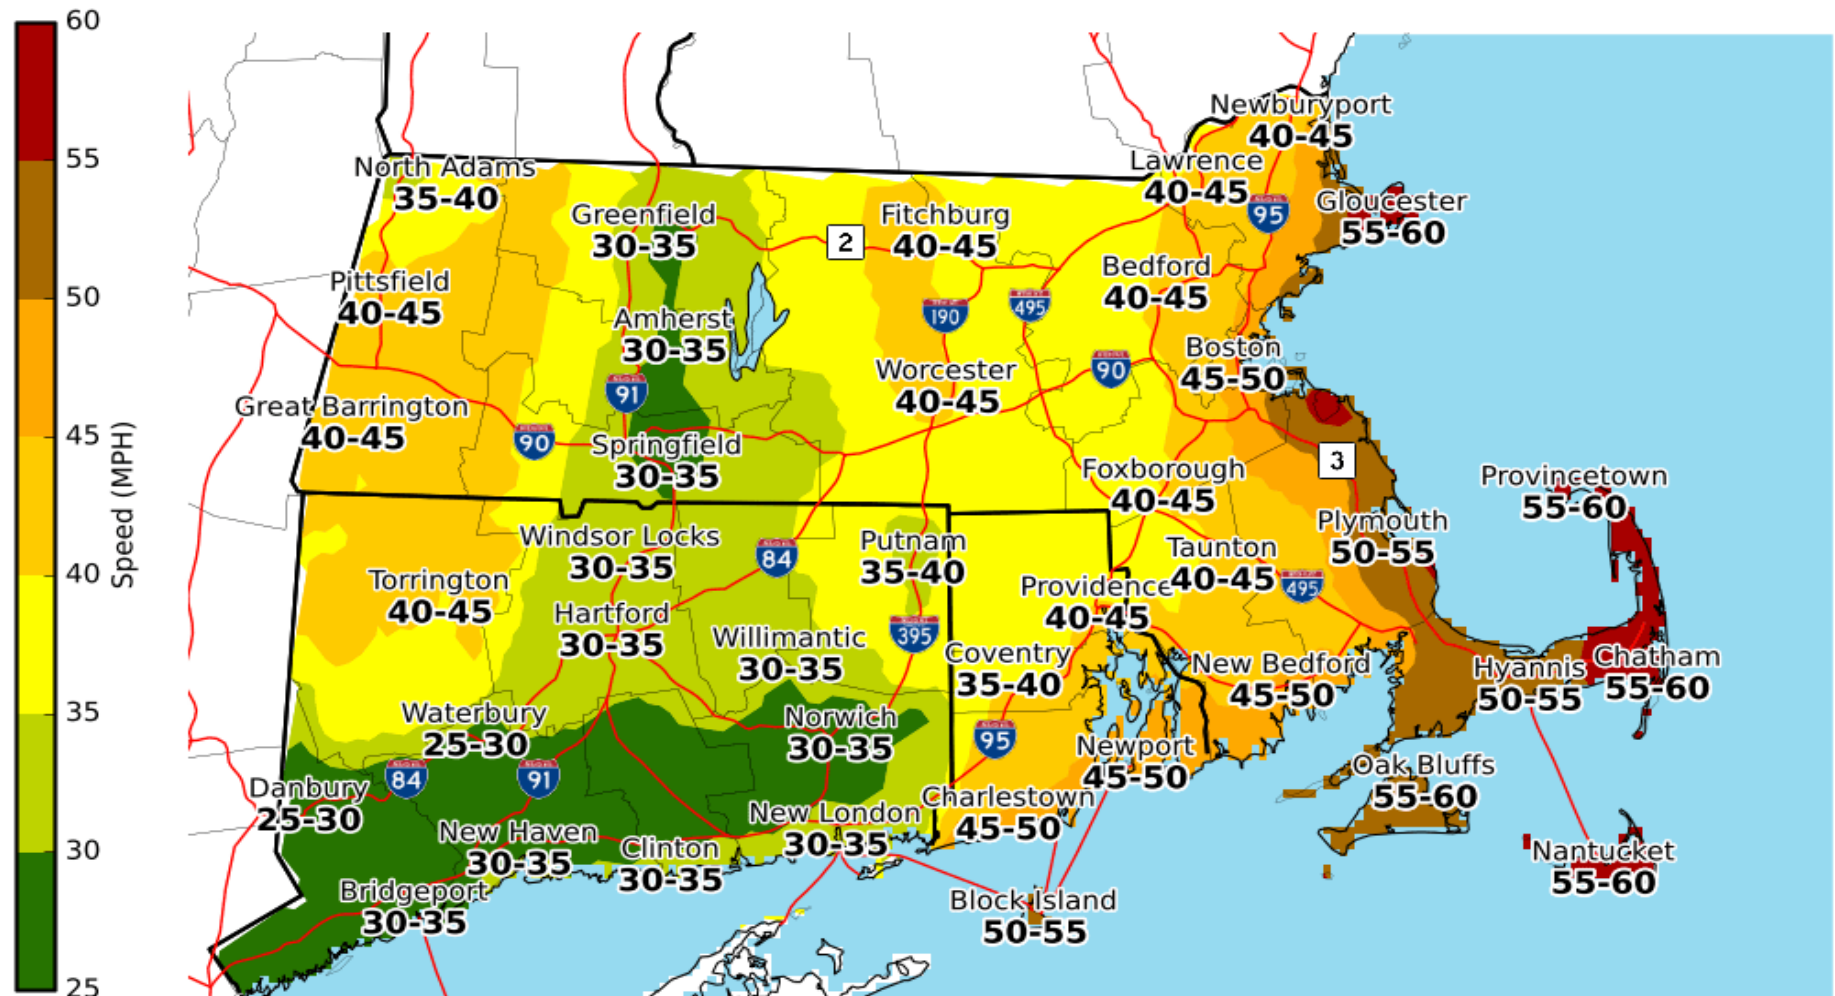 60
55
50
45
40
35
30
25
Speed (MPH)
Newburyport
40-45
North Adams
35-40
Lawrence
40-45
95
Gloucester
55-60
Greenfield
30-35
2
Fitchburg
40-45
Pittsfield
40-45
Bedford
40-45
190
495
Amherst
30-35
Boston
45-50
Worcester
40-45
90
91
Great Barrington
40-45
90
Springfield
30-35
Foxborough
40-45
3
Provincetown
55-60
Windsor Locks
30-35
84
Putnam
35-40
Taunton
40-45
Plymouth
50-55
Torrington
40-45
Providence
40-45
495
Hartford
30-35
Willimantic
30-35
395
Coventry
35-40
New Bedford
45-50
Hyannis
50-55
Chatham
55-60
Waterbury
25-30
Norwich
30-35
95
Newport
45-50
Oak Bluffs
55-60
84
91
Danbury
25-30
New Haven
30-35
Clinton
30-35
New London
30-35
Charlestown
45-50
Nantucket
55-60
Bridgeport
30-35
Block Island
50-55